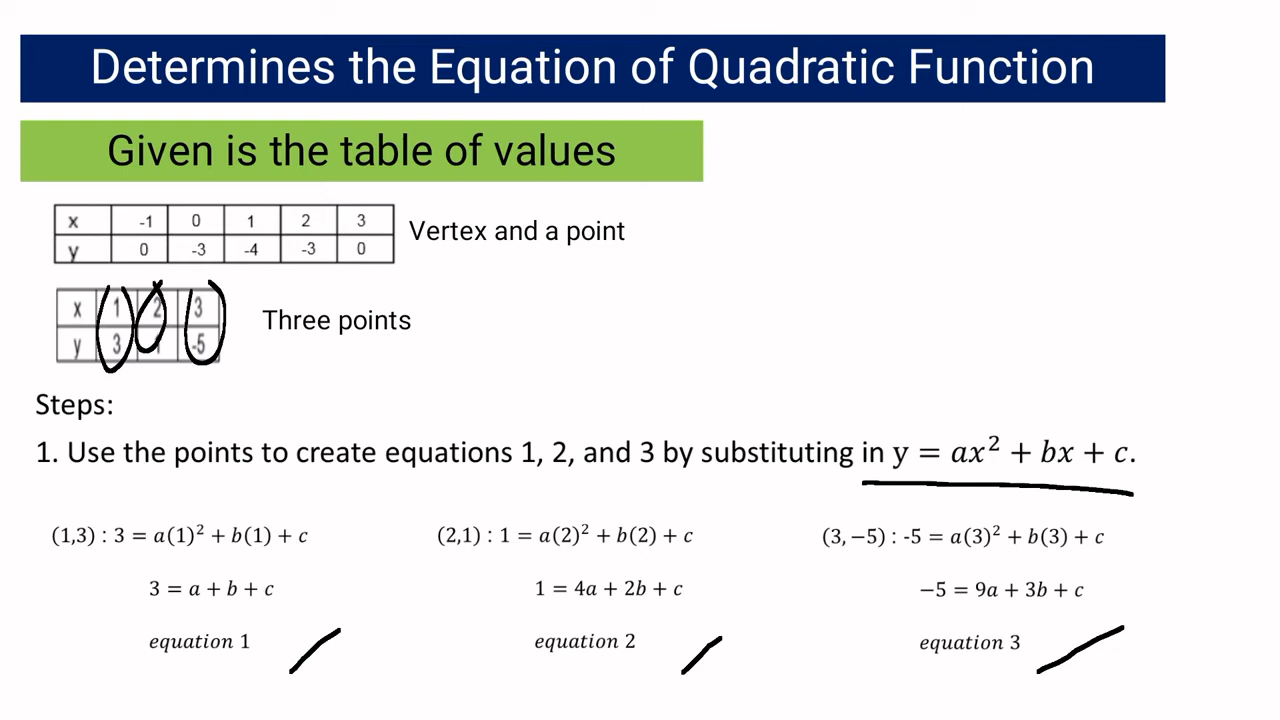 Determines the Equation of Quadratic Function
Given is the table of values
x -1 0 1 2 3
y 0 -3 -4 -3 0
Vertex and a point
x 1 2 3
y 3 1 -5
Three points
Steps:
1. Use the points to create equations 1, 2, and 3 by substituting in y = ax² + bx + c.
(1,3) : 3 = a(1)² + b(1) + c
(2,1) : 1 = a(2)² + b(2) + c
(3,−5) : -5 = a(3)² + b(3) + c
3 = a + b + c
1 = 4a + 2b + c
−5 = 9a + 3b + c
equation 1
equation 2
equation 3